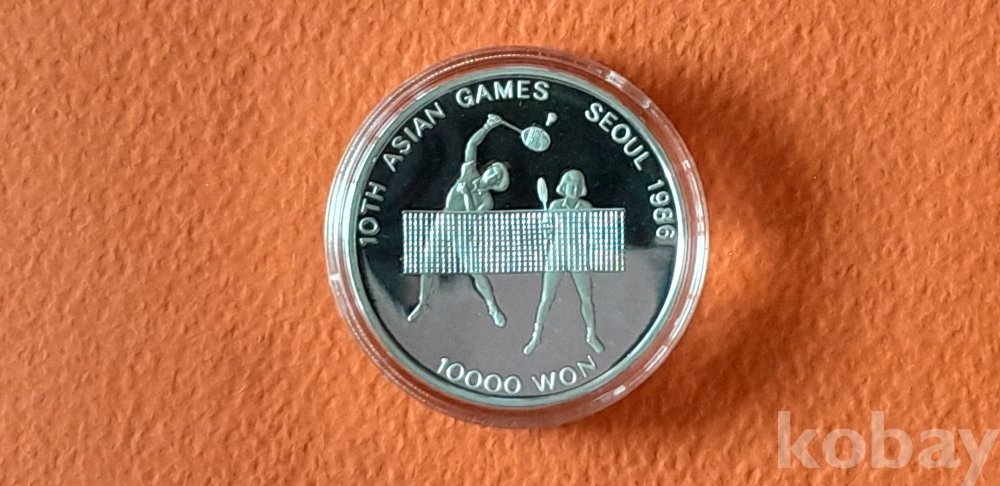 10TH ASIAN GAMES SEOUL 1986
10000 WON
kobay